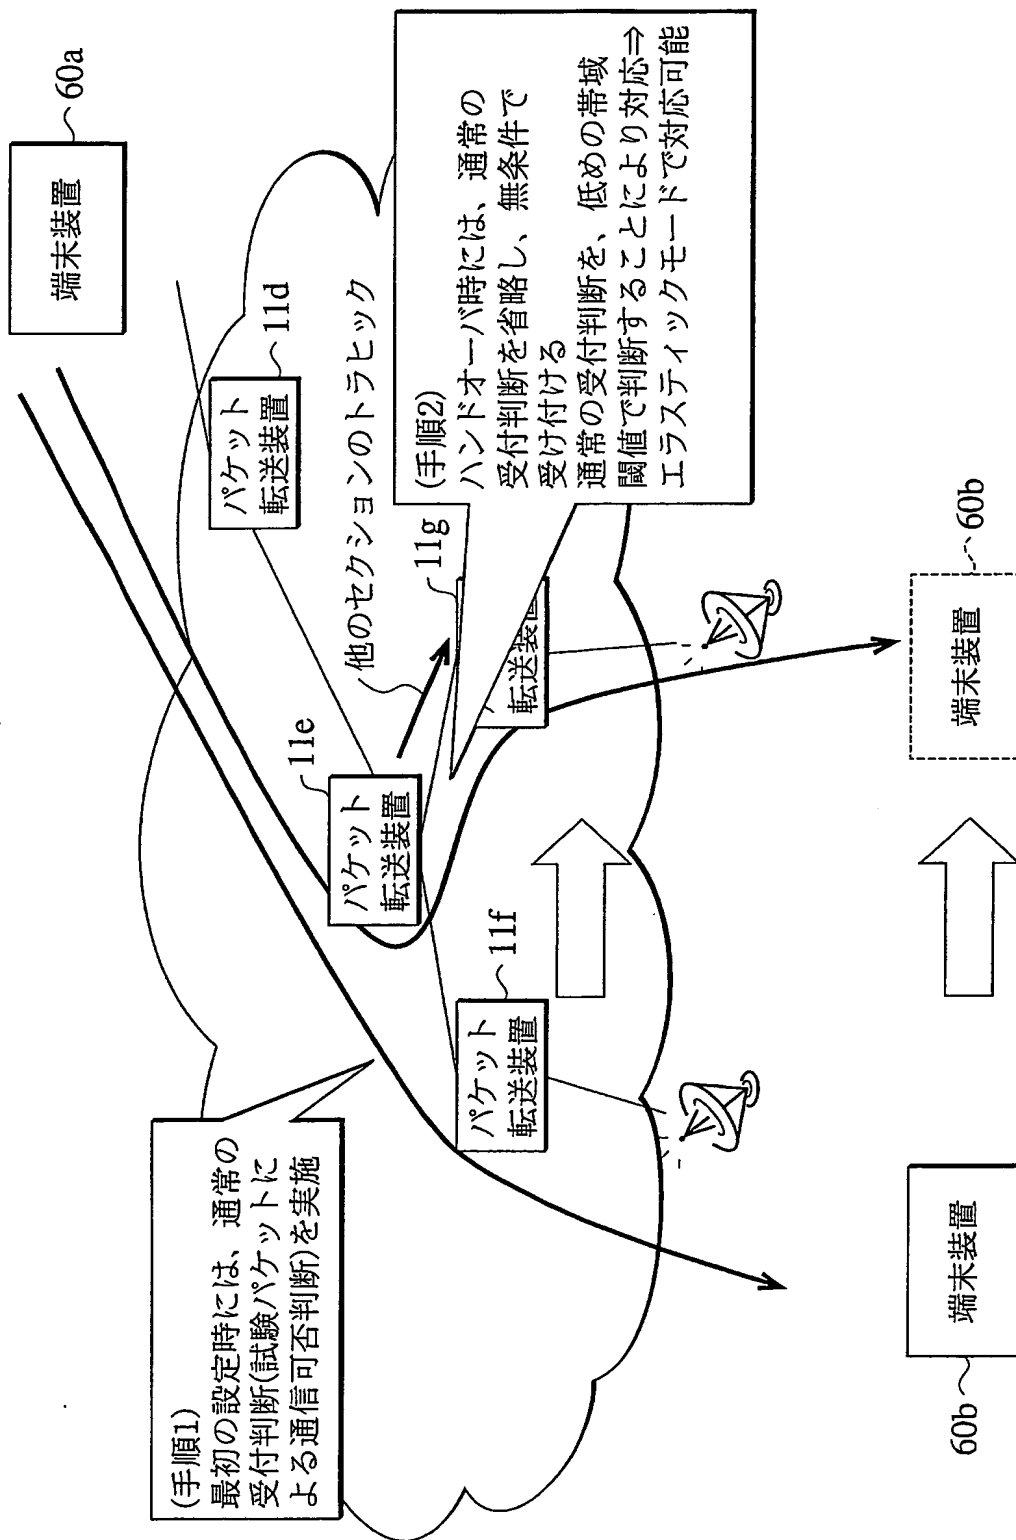 (手順1)
最初の設定時には、通常の
受付判断(試験パケットに
よる通信可否判断)を実施
端末装置
60a
パケット
転送装置
11d
他のセクションのトラヒック
パケット
転送装置
11e
11g
転送装置
パケット
転送装置
11f
(手順2)
ハンドオーバ時には、通常の
受付判断を省略し、無条件で
受け付ける
通常の受付判断を、低めの帯域
閾値で判断することにより対応⇒
エラスティックモードで対応可能
端末装置
60b
端末装置
60b